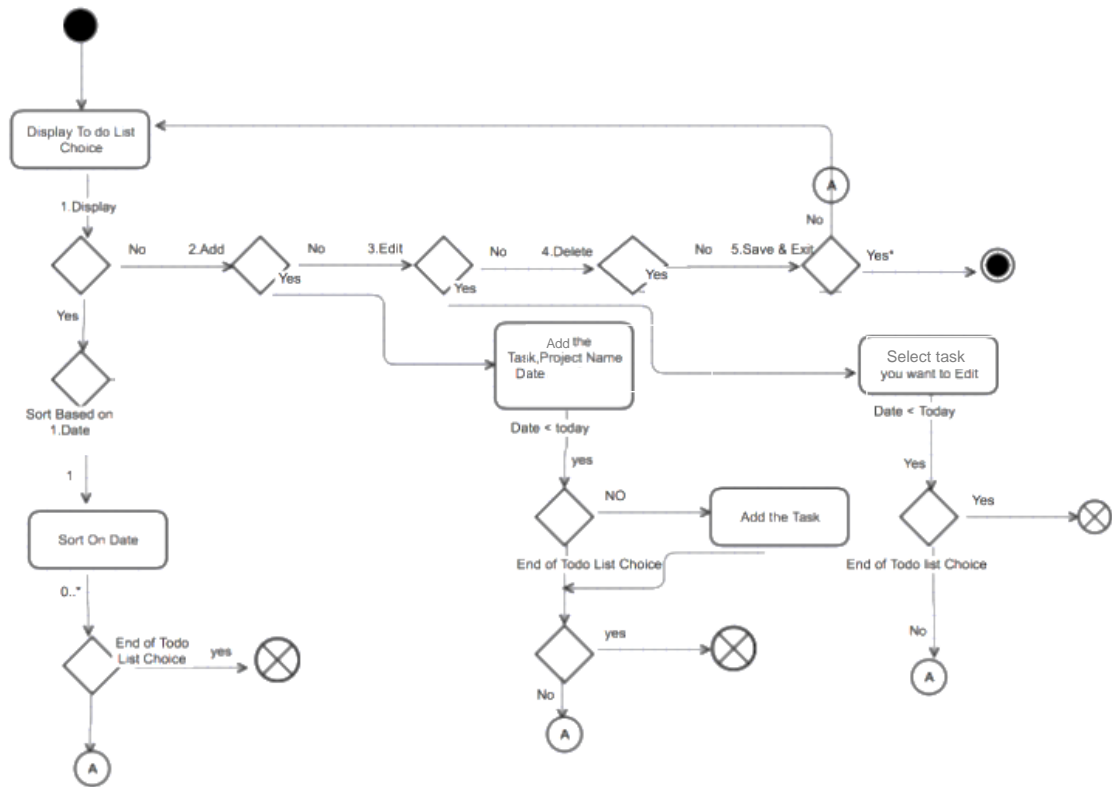 Display To do List
Choice
A
1.Display
No
No
2.Add
No
3.Edit
No
4.Delete
No
5.Save & Exit
Yes*
Yes
Yes
Yes
Yes
Add the
Task,Project Name
Date
Select task
you want to Edit
Sort Based on
1.Date
Date < today
Date < Today
yes
Yes
1
NO
Yes
Add the Task
Sort On Date
End of Todo List Choice
End of Todo list Choice
0..*
yes
No
End of Todo
List Choice
yes
A
No
A
A